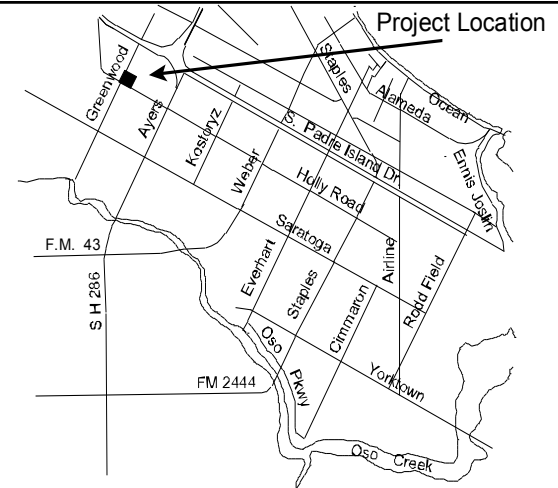 Project Location
Greenwood
Ayers
Kostoryz
Weber
Staples
Alameda
Ocean
Ennis Joslin
S. Padre Island Dr
Holly Road
Saratoga
Everhart
Staples
Airline
Cimmaron
Rodd Field
F.M. 43
S H 286
Oso
Pkwy
Yorktown
FM 2444
Oso Creek